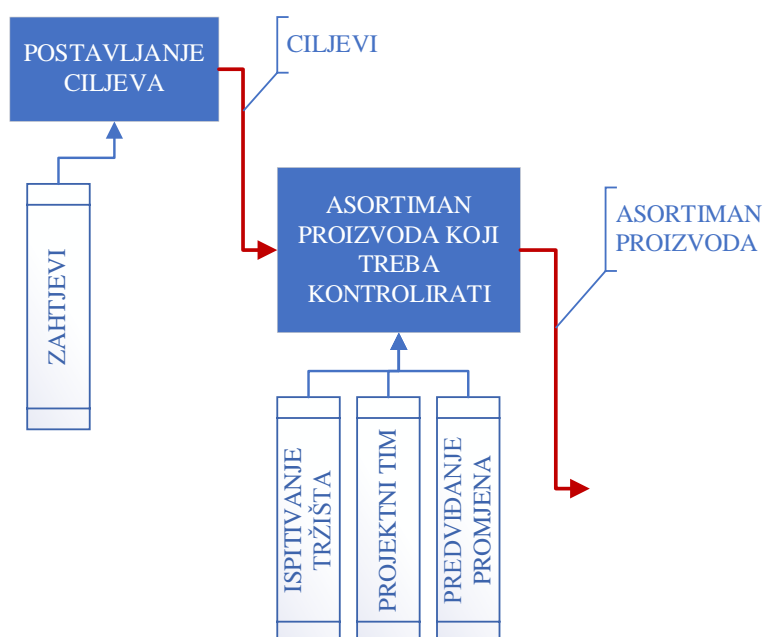 POSTAVLJANJE
CILJEVA
CILJEVI
ZAHTJEVI
ASORTIMAN
PROIZVODA KOJI
TREBA
KONTROLIRATI
ASORTIMAN
PROIZVODA
ISPITIVANJE
TRŽIŠTA
PROJEKTNI TIM
PREDVIĐANJE
PROMJENA